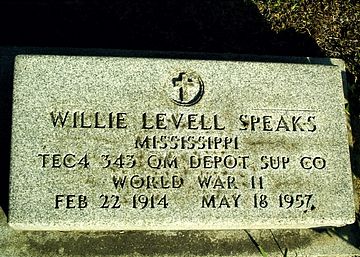 WILLIE LEVELL SPEAKS
MISSISSIPPI
TEC4 343 QM DEPOT SUP CO
WORLD WAR II
FEB 22 1914 MAY 18 1957